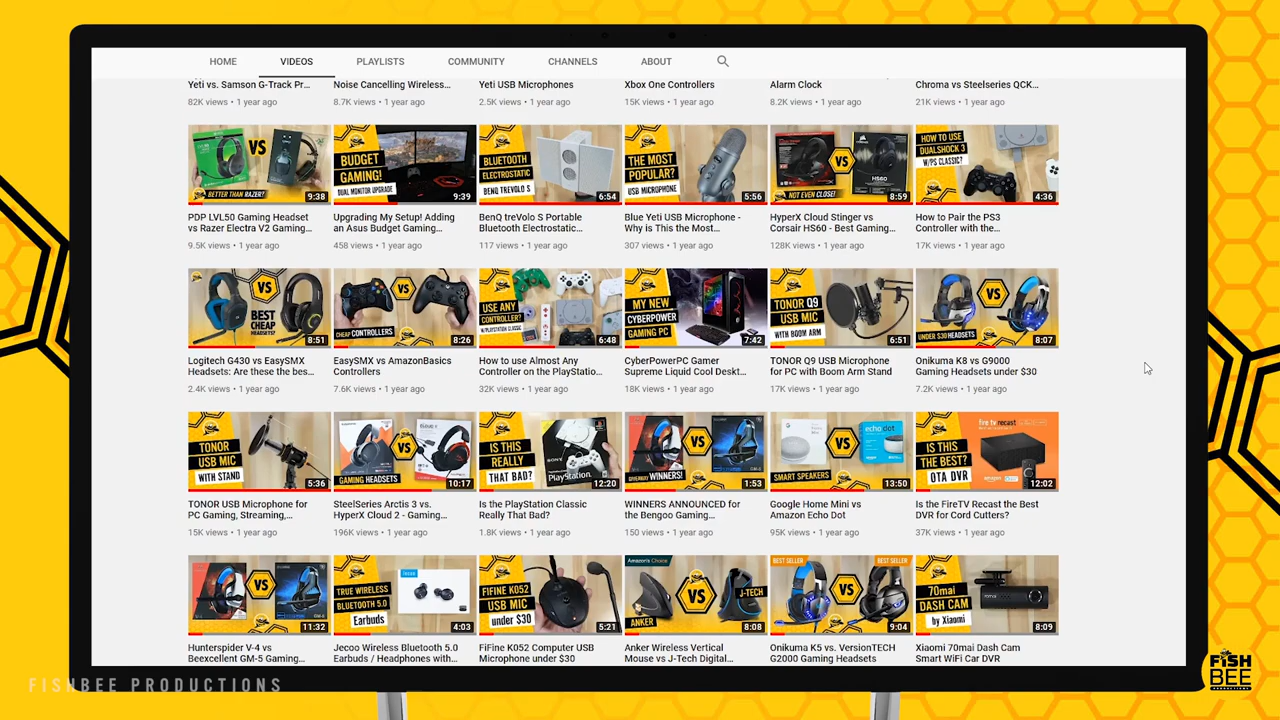 HOME VIDEOS PLAYLISTS COMMUNITY CHANNELS ABOUT
Yeti vs. Samson G-Track Pr...
82K views • 1 year ago
Noise Cancelling Wireless...
8.7K views • 1 year ago
Yeti USB Microphones
2.5K views • 1 year ago
Xbox One Controllers
15K views • 1 year ago
Alarm Clock
8.2K views • 1 year ago
Chroma vs Steelseries QCK...
21K views • 1 year ago
VS
BETTER THAN RAZER?
9:38
PDP LVL50 Gaming Headset
vs Razer Electra V2 Gaming...
9.5K views • 1 year ago
BUDGET
GAMING!
DUAL MONITOR UPGRADE
9:39
Upgrading My Setup! Adding
an Asus Budget Gaming...
458 views • 1 year ago
BLUETOOTH
ELECTROSTATIC
BENQ TREVOLO S
6:54
BenQ treVolo S Portable
Bluetooth Electrostatic...
117 views • 1 year ago
THE MOST
POPULAR?
USB MICROPHONE
5:56
Blue Yeti USB Microphone -
Why is This the Most...
307 views • 1 year ago
VS
HS60
NOT EVEN CLOSE!
8:59
HyperX Cloud Stinger vs
Corsair HS60 - Best Gaming...
128K views • 1 year ago
HOW TO USE
DUALSHOCK 3
W/PS CLASSIC?
4:36
How to Pair the PS3
Controller with the...
17K views • 1 year ago
VS
BEST
CHEAP
HEADSETS?
8:51
Logitech G430 vs EasySMX
Headsets: Are these the bes...
2.4K views • 1 year ago
VS
CHEAP CONTROLLERS
8:26
EasySMX vs AmazonBasics
Controllers
7.6K views • 1 year ago
USE ANY
CONTROLLER?
W/PLAYSTATION CLASSIC
6:48
How to use Almost Any
Controller on the PlayStatio...
32K views • 1 year ago
MY NEW
CYBERPOWER
GAMING PC
7:42
CyberPowerPC Gamer
Supreme Liquid Cool Deskt...
18K views • 1 year ago
TONOR Q9
USB MIC
WITH BOOM ARM
6:51
TONOR Q9 USB Microphone
for PC with Boom Arm Stand
17K views • 1 year ago
VS
UNDER $30 HEADSETS
8:07
Onikuma K8 vs G9000
Gaming Headsets under $30
7.2K views • 1 year ago
TONOR
USB MIC
WITH STAND
5:36
TONOR USB Microphone for
PC Gaming, Streaming,...
15K views • 1 year ago
VS
GAMING HEADSETS
10:17
SteelSeries Arctis 3 vs.
HyperX Cloud 2 - Gaming...
196K views • 1 year ago
IS THIS
REALLY
THAT BAD?
SONY
PlayStation
12:20
Is the PlayStation Classic
Really That Bad?
1.8K views • 1 year ago
VS
GIVEAWAY WINNERS!
1:53
WINNERS ANNOUNCED for
the Bengoo Gaming...
150 views • 1 year ago
VS
echo dot
SMART SPEAKERS
13:50
Google Home Mini vs
Amazon Echo Dot
95K views • 1 year ago
IS THIS
THE BEST?
OTA DVR
fire tv recast
12:02
Is the FireTV Recast the Best
DVR for Cord Cutters?
37K views • 1 year ago
VS
11:32
Hunterspider V-4 vs
Beexcellent GM-5 Gaming...
TRUE WIRELESS
BLUETOOTH 5.0
Earbuds
4:03
Jecoo Wireless Bluetooth 5.0
Earbuds / Headphones with...
FIFINE K052
USB MIC
under $30
5:21
FiFine K052 Computer USB
Microphone under $30
Amazon's Choice
VS
ANKER
J-TECH
8:08
Anker Wireless Vertical
Mouse vs J-Tech Digital...
BEST SELLER
BEST SELLER
VS
9:04
Onikuma K5 vs. VersionTECH
G2000 Gaming Headsets
70mai
DASH CAM
by Xiaomi
8:09
Xiaomi 70mai Dash Cam
Smart WiFi Car DVR
FISHBEE PRODUCTIONS
FISH
BEE